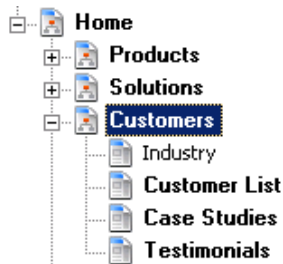 Home
Products
Solutions
Customers
Industry
Customer List
Case Studies
Testimonials